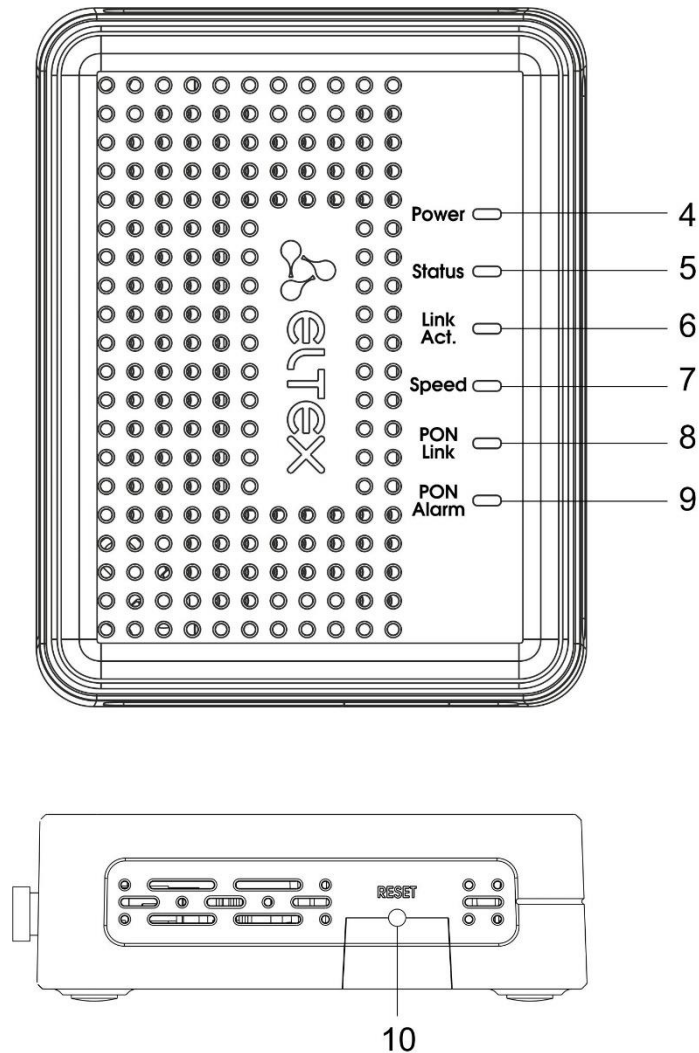 Power 4
Status 5
Link
Act. 6
Speed 7
PON
Link 8
PON
Alarm 9
eLTEX
RESET
10